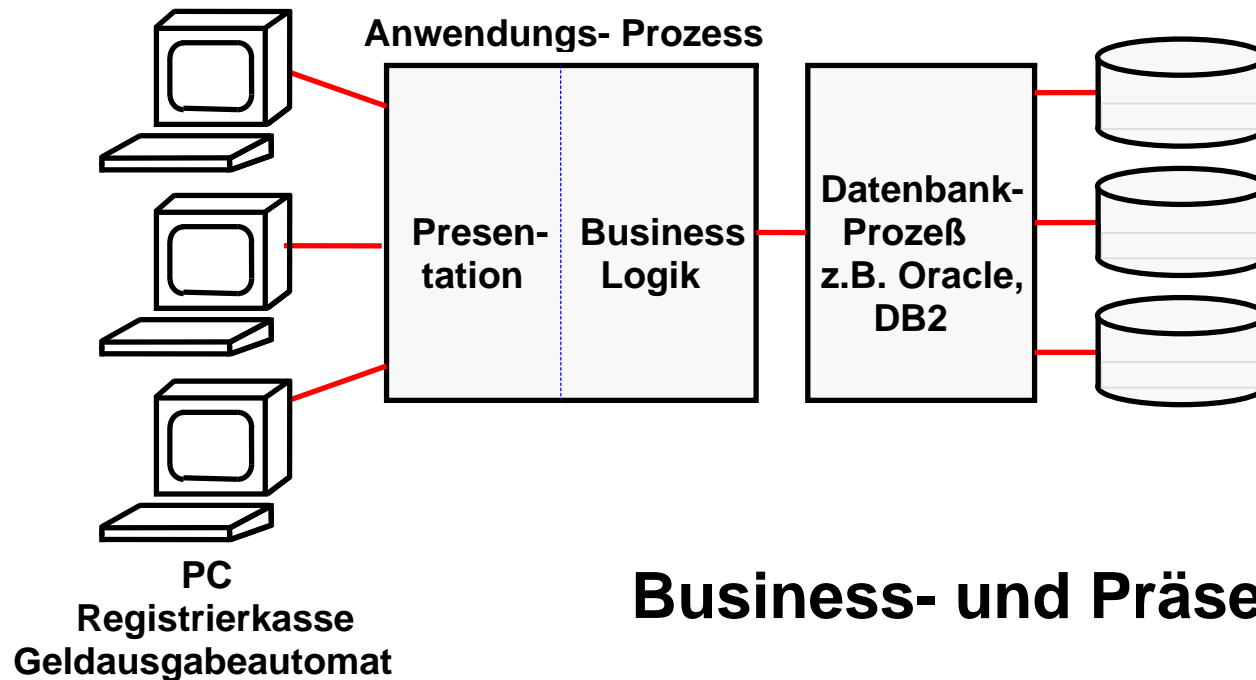 Anwendungs- Prozess
Presen-
tation
Business
Logik
Datenbank-
Prozeß
z.B. Oracle,
DB2
PC
Registrierkasse
Geldausgabeautomat
Business- und Präse